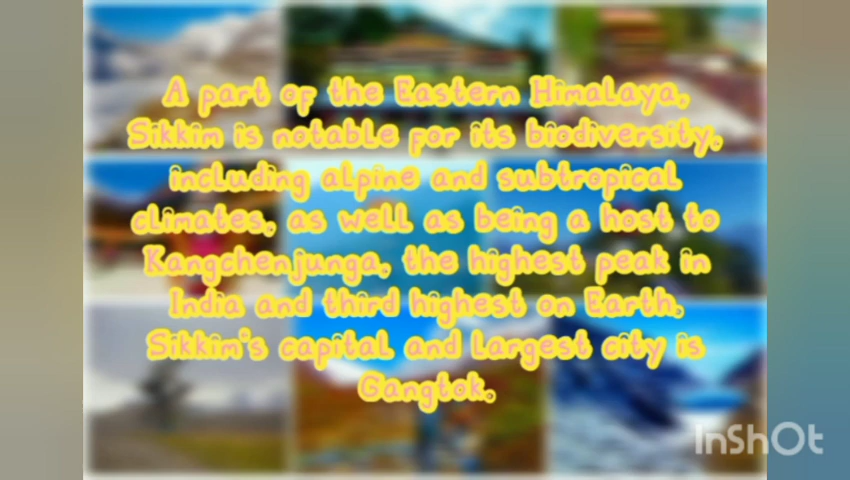 A part of the Eastern Himalaya,
Sikkim is notable for its biodiversity,
including alpine and subtropical
climates, as well as being a host to
Kangchenjunga, the highest peak in
India and third highest on Earth.
Sikkim's capital and largest city is
Gangtok.
InShOt